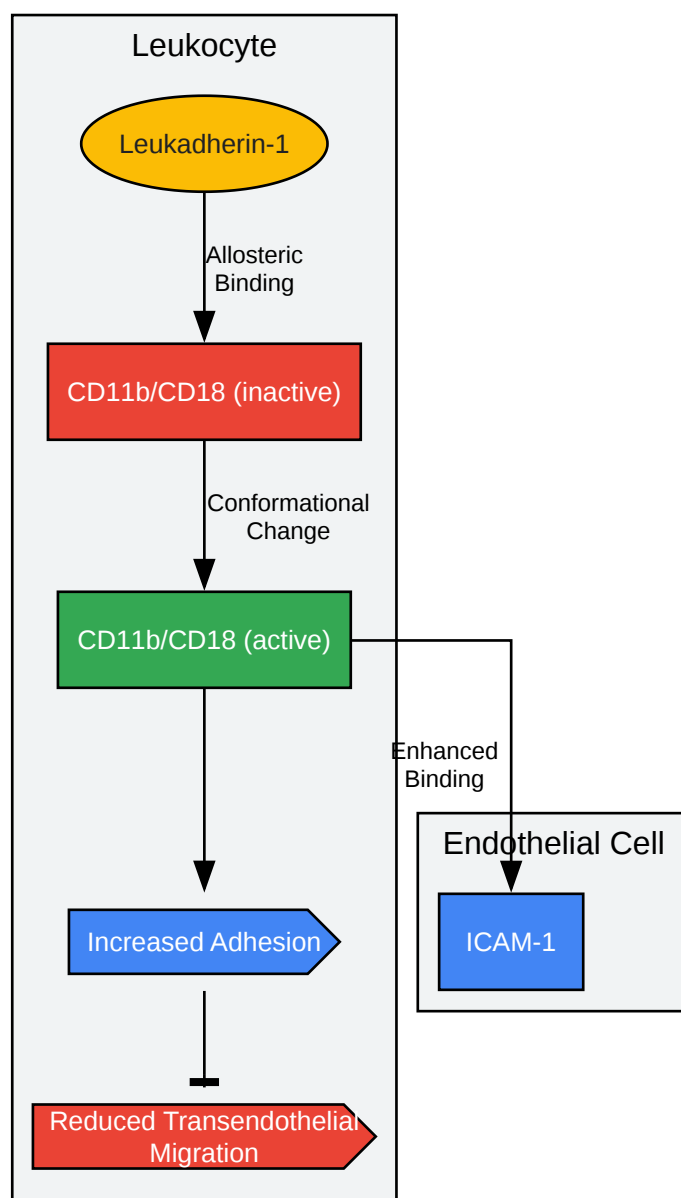 Leukocyte
Leukadherin-1
Allosteric
Binding
CD11b/CD18 (inactive)
Conformational
Change
CD11b/CD18 (active)
Enhanced
Binding
Endothelial Cell
ICAM-1
Increased Adhesion
Reduced Transendothelial
Migration